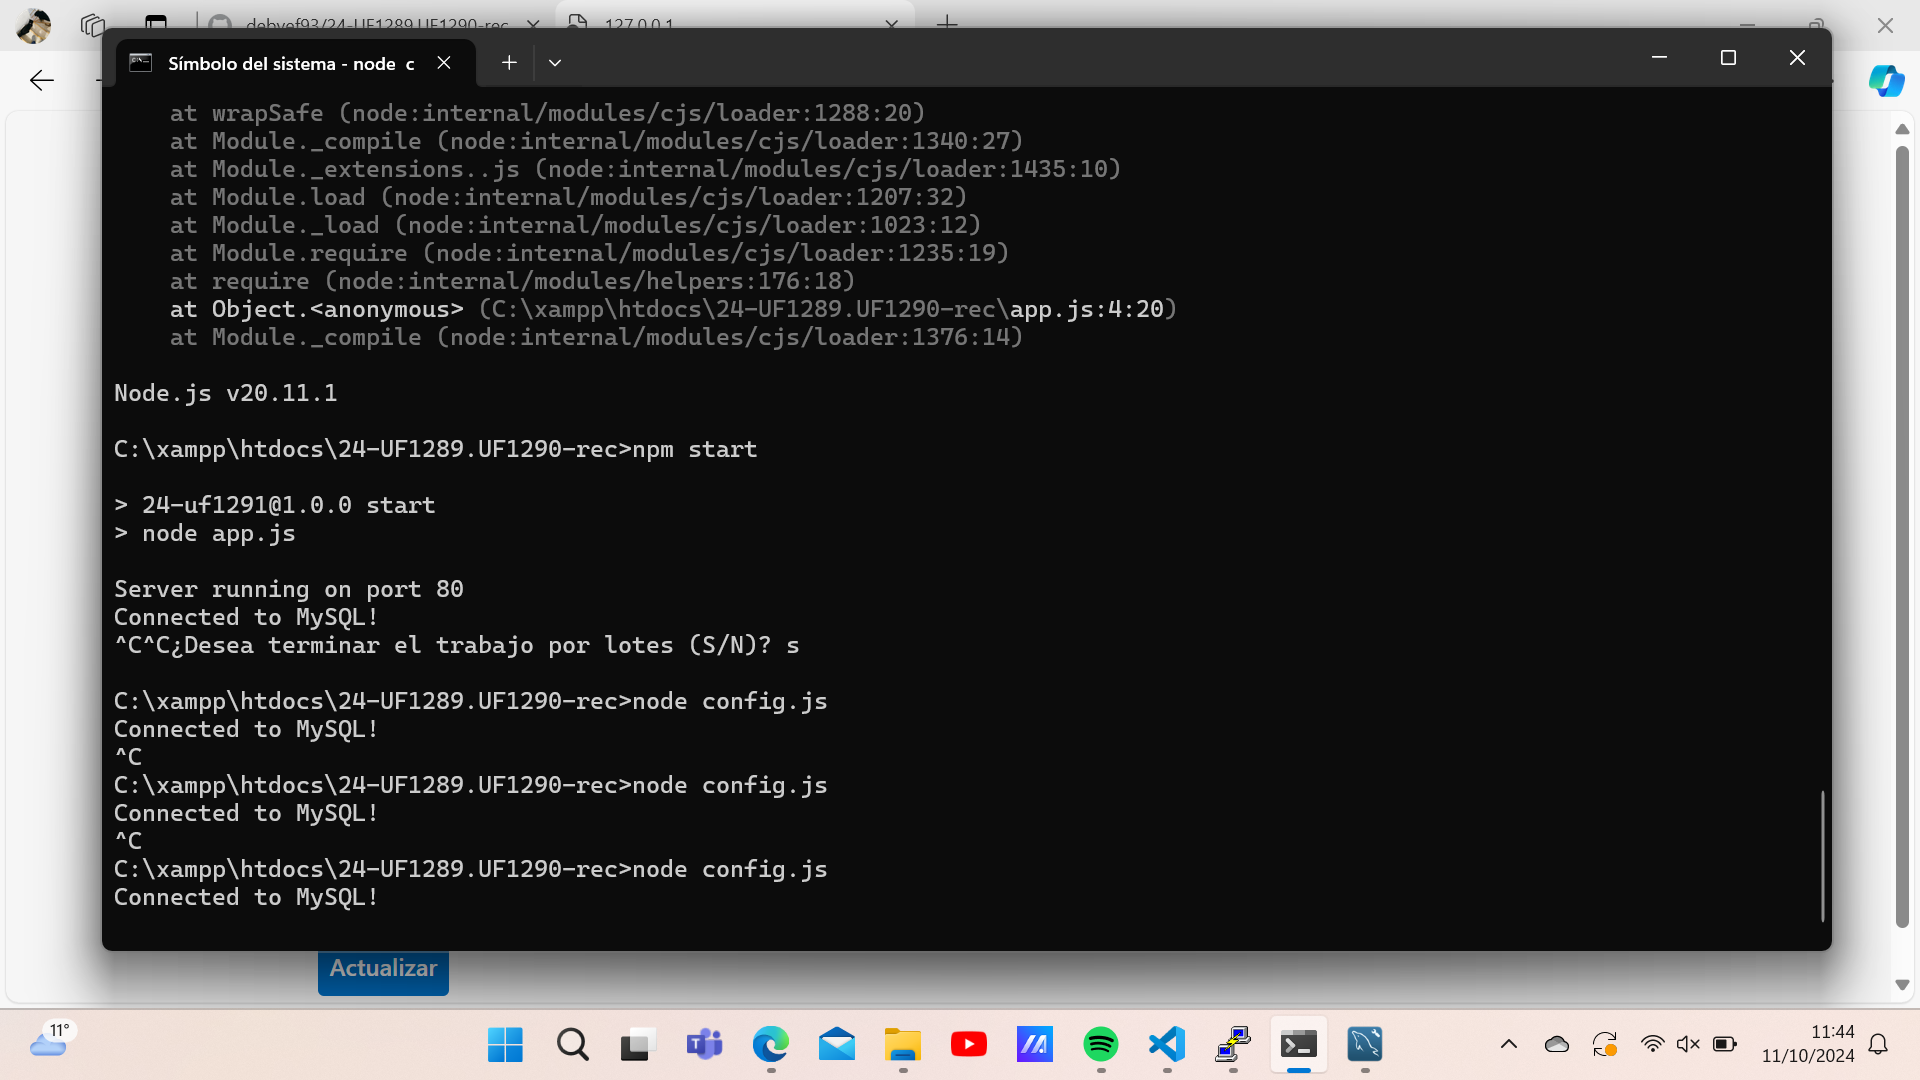 debvef93/24-UF1289.UF1290-rec
127.0.0.1
Símbolo del sistema - node c
at wrapSafe (node:internal/modules/cjs/loader:1288:20)
at Module._compile (node:internal/modules/cjs/loader:1340:27)
at Module._extensions..js (node:internal/modules/cjs/loader:1435:10)
at Module.load (node:internal/modules/cjs/loader:1207:32)
at Module._load (node:internal/modules/cjs/loader:1023:12)
at Module.require (node:internal/modules/cjs/loader:1235:19)
at require (node:internal/modules/helpers:176:18)
at Object.<anonymous> (C:\xampp\htdocs\24-UF1289.UF1290-rec\app.js:4:20)
at Module._compile (node:internal/modules/cjs/loader:1376:14)
Node.js v20.11.1
C:\xampp\htdocs\24-UF1289.UF1290-rec>npm start
> 24-uf1291@1.0.0 start
> node app.js
Server running on port 80
Connected to MySQL!
^C^C¿Desea terminar el trabajo por lotes (S/N)? s
C:\xampp\htdocs\24-UF1289.UF1290-rec>node config.js
Connected to MySQL!
^C
C:\xampp\htdocs\24-UF1289.UF1290-rec>node config.js
Connected to MySQL!
^C
C:\xampp\htdocs\24-UF1289.UF1290-rec>node config.js
Connected to MySQL!
Actualizar
11°
11:44
11/10/2024